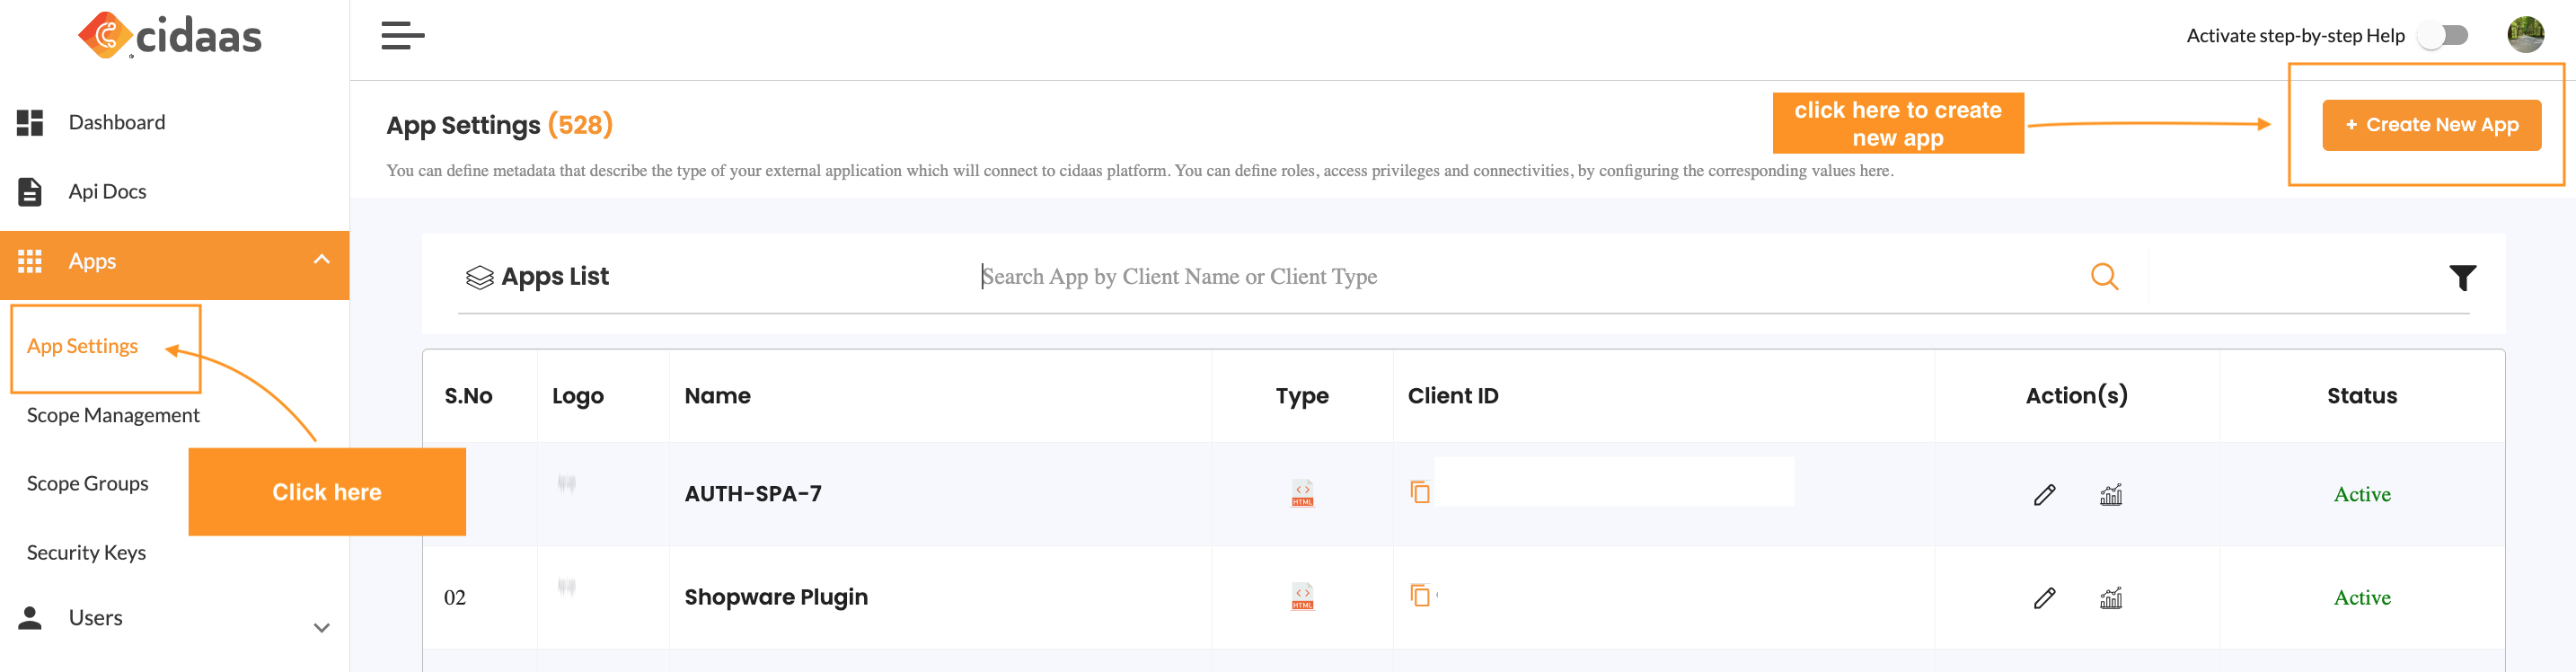 cidaas
Activate step-by-step Help
Dashboard
Api Docs
Apps
App Settings
Scope Management
Scope Groups
Security Keys
Users
Click here
App Settings (528)
You can define metadata that describe the type of your external application which will connect to cidaas platform. You can define roles, access privileges and connectivities, by configuring the corresponding values here.
click here to create
new app
+ Create New App
Apps List
Search App by Client Name or Client Type
S.No Logo Name Type Client ID Action(s) Status
AUTH-SPA-7 HTML Active
02 Shopware Plugin HTML Active